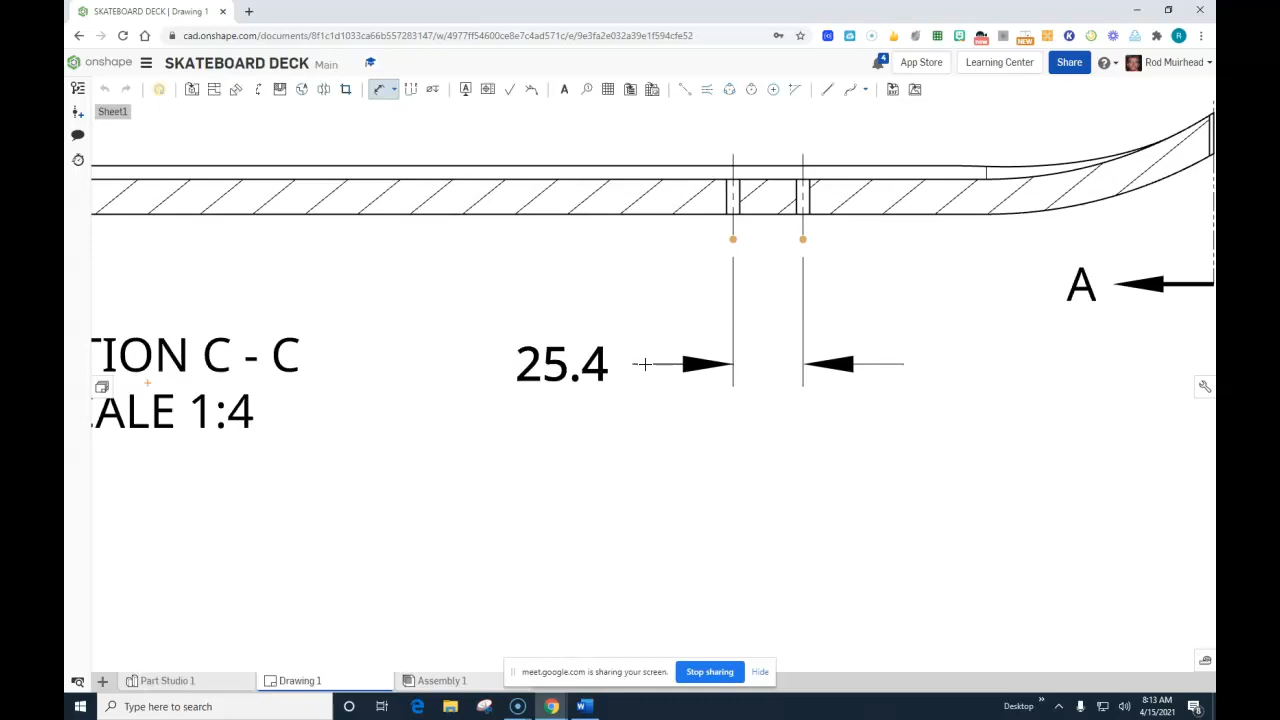 SKATEBOARD DECK | Drawing 1
cad.onshape.com/documents/8f1c1d1033ca66b557283147/w/4977ff54600ce8e7c4ad571c/e/9e3fa2e032a39e1f594cfe52
new
NEW
R
onshape
SKATEBOARD DECK Main
4
App Store
Learning Center
Share
Rod Muirhead
A
Sheet1
A
TION C - C
25.4
ALE 1:4
meet.google.com is sharing your screen.
Stop sharing
Hide
Part Studio 1
Drawing 1
Assembly 1
Type here to search
Desktop
8:13 AM
4/15/2021